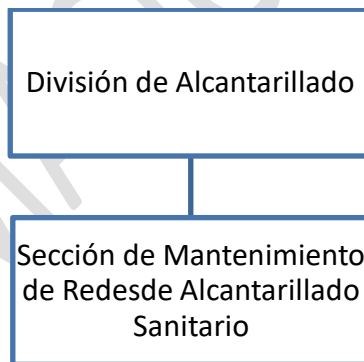 División de Alcantarillado
Sección de Mantenimiento
de Redesde Alcantarillado
Sanitario